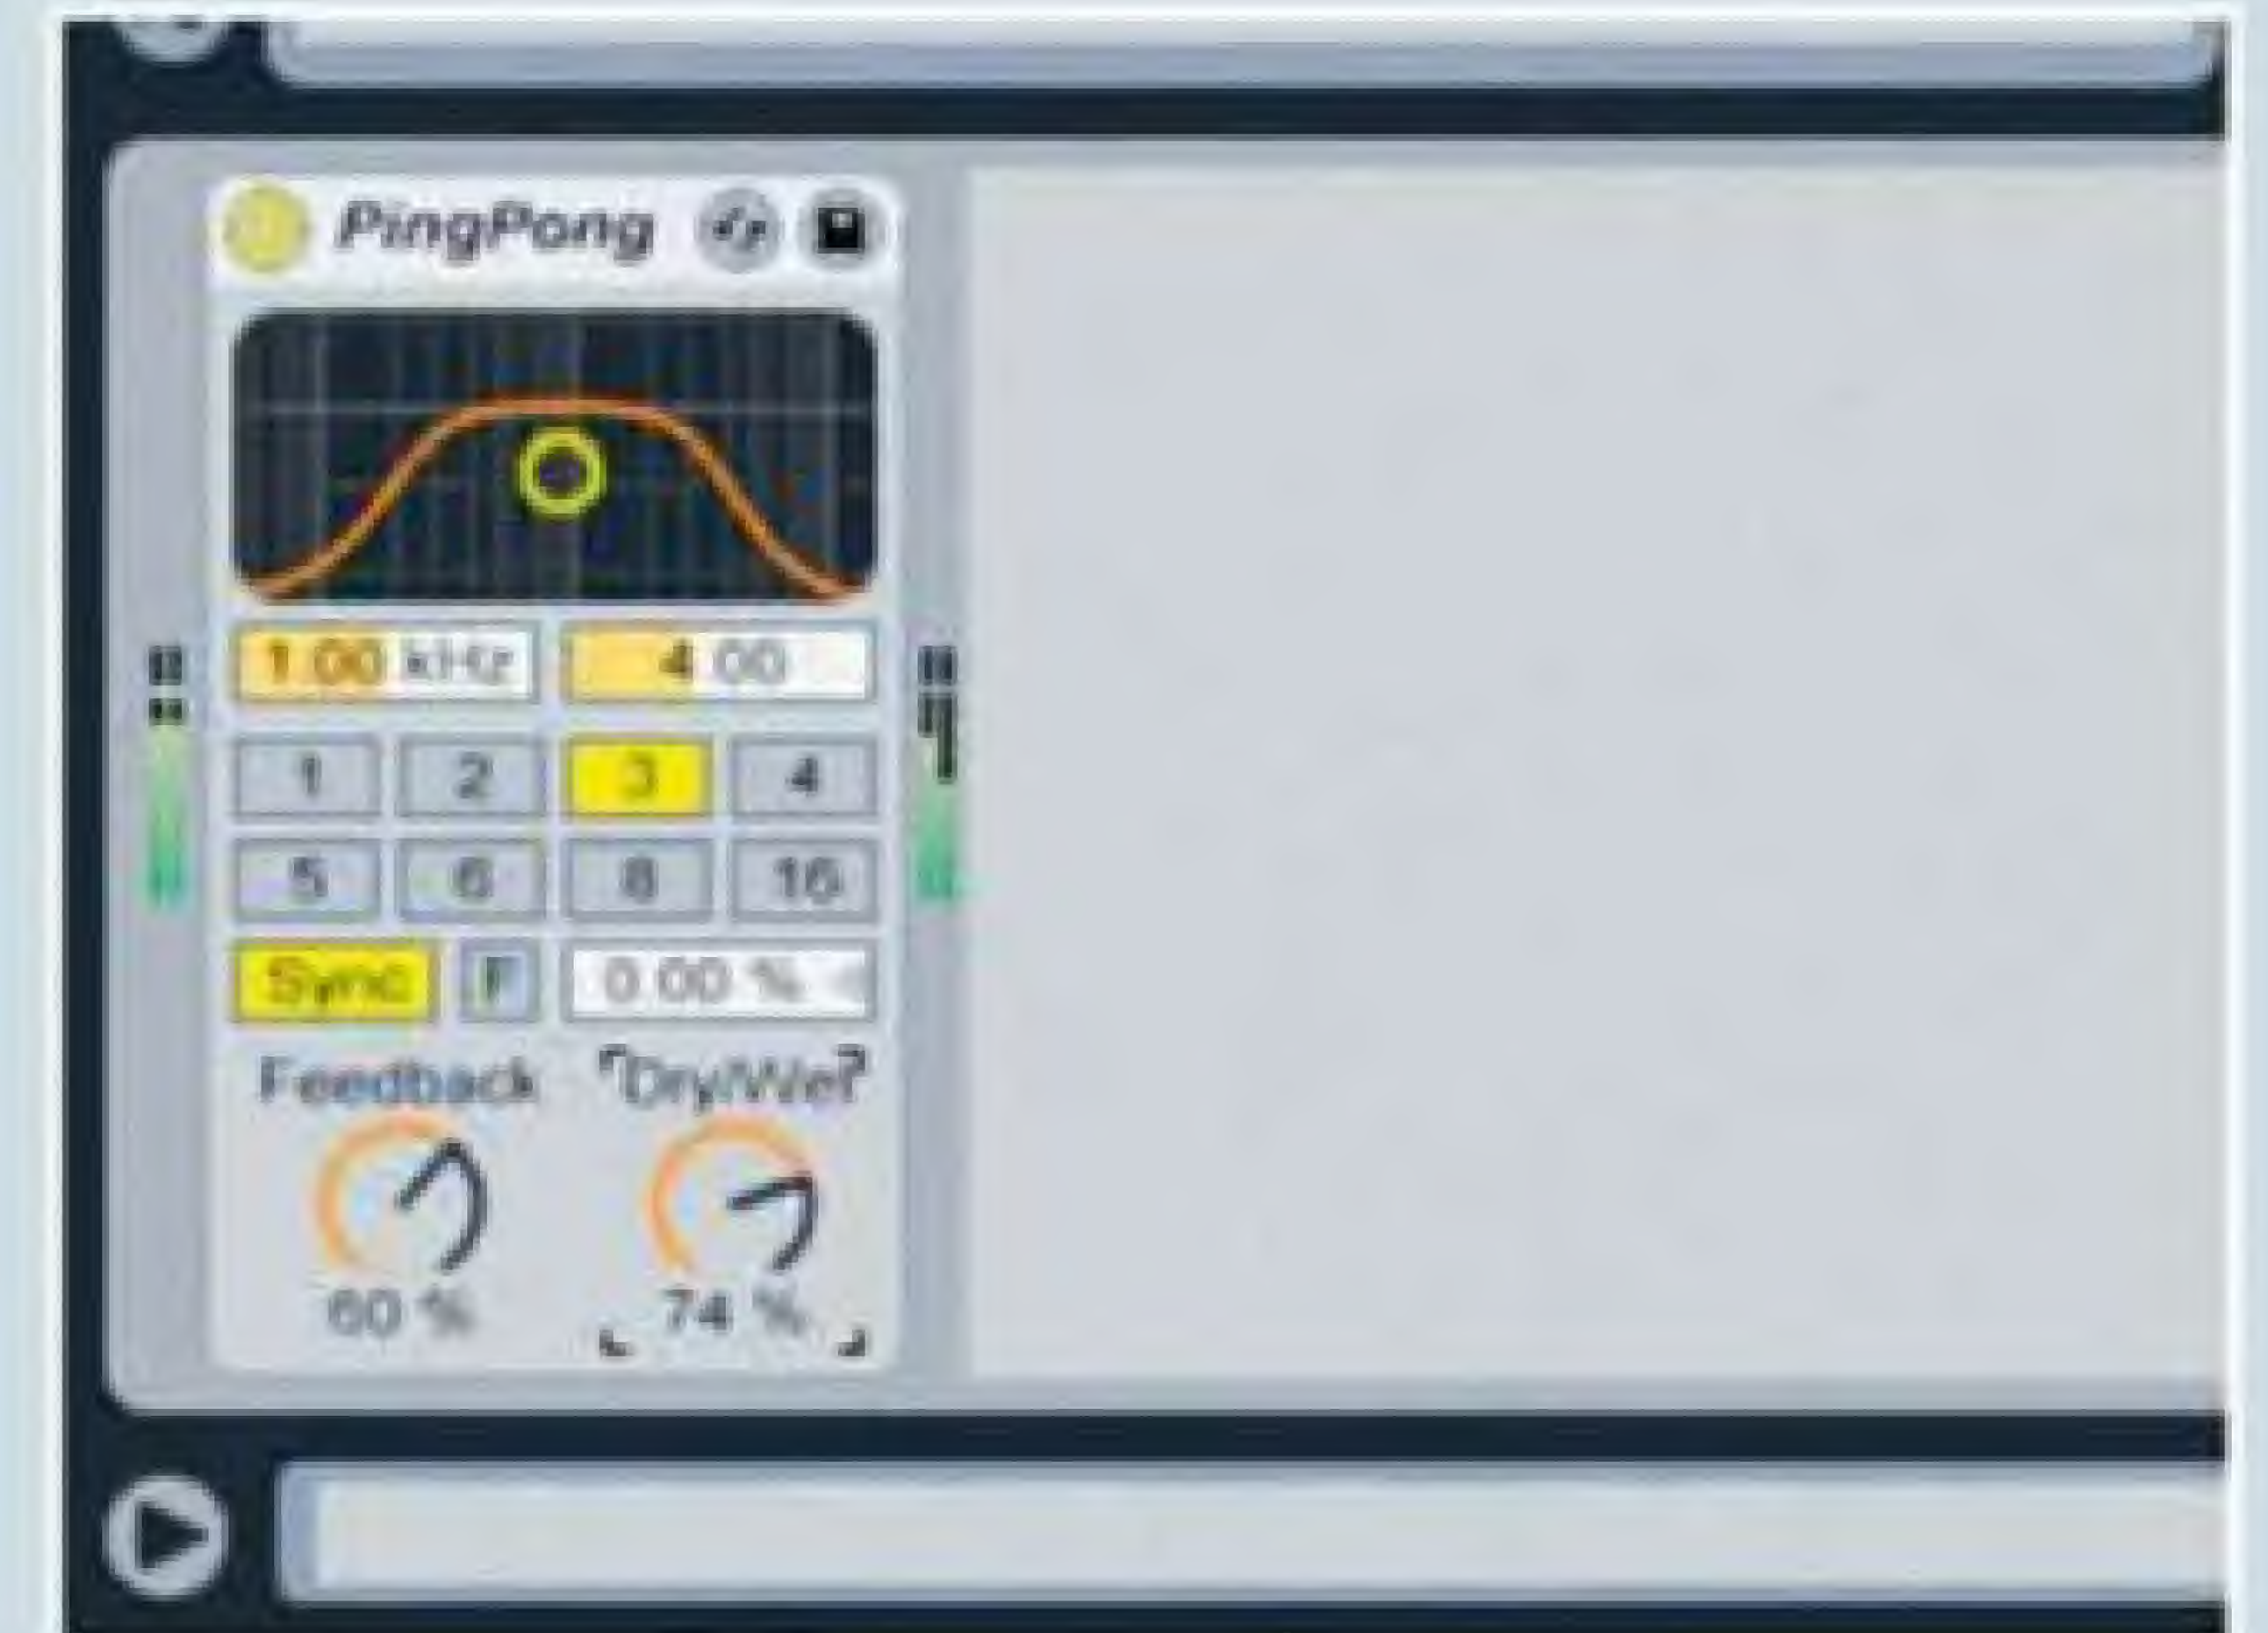 PingPong
1.00 kHz 4.00
1 2 3 4
5 6 8 16
Sync F 0.00 %
Feedback Dry/Wet
60 % 74 %